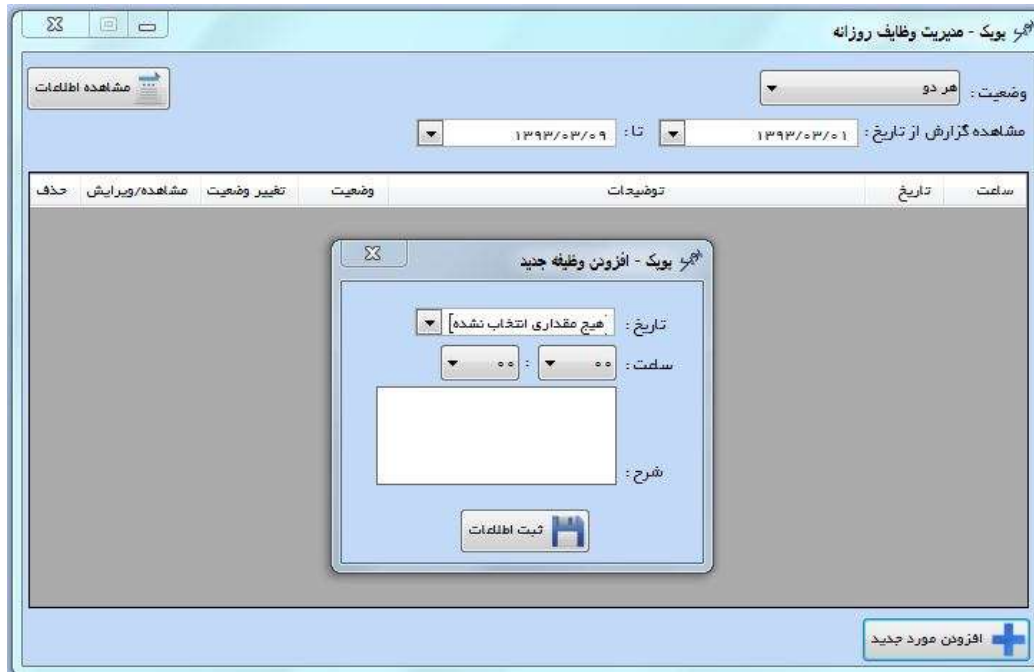 پوپک - مدیریت وظایف روزانه
وضعیت : هر دو
مشاهده اطلاعات
مشاهده گزارش از تاریخ : ۱۳۹۳/۰۳/۰۱ تا : ۱۳۹۳/۰۳/۰۹
ساعت تاریخ توضیحات وضعیت تغییر وضعیت مشاهده/ویرایش حذف
پوپک - افزودن وظیفه جدید
تاریخ : [هیچ مقداری انتخاب نشده]
ساعت : ۰۰ : ۰۰
شرح :
ثبت اطلاعات
افزودن مورد جدید